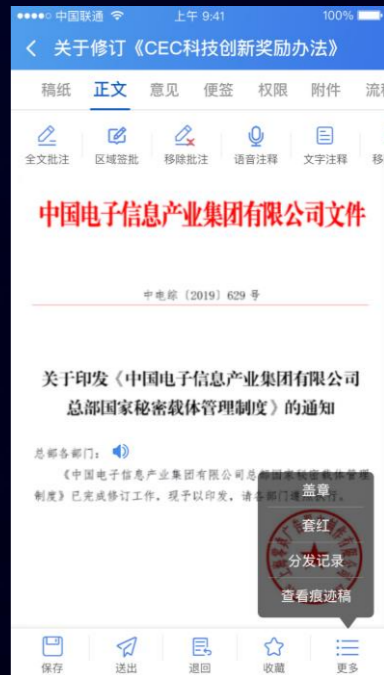 中国联通 上午 9:41 100%
关于修订《CEC科技创新奖励办法》
稿纸 正文 意见 便签 权限 附件 流
全文批注 区域签批 移除批注 语音注释 文字注释 移
中国电子信息产业集团有限公司文件
中电综〔2019〕629 号
关于印发《中国电子信息产业集团有限公司
总部国家秘密载体管理制度》的通知
总部各部门：
《中国电子信息产业集团有限公司总部国家秘密载体管理
制度》已完成修订工作，现予以印发，请各部门遵照执行。
盖章
套红
分发记录
查看痕迹稿
保存 送出 退回 收藏 更多